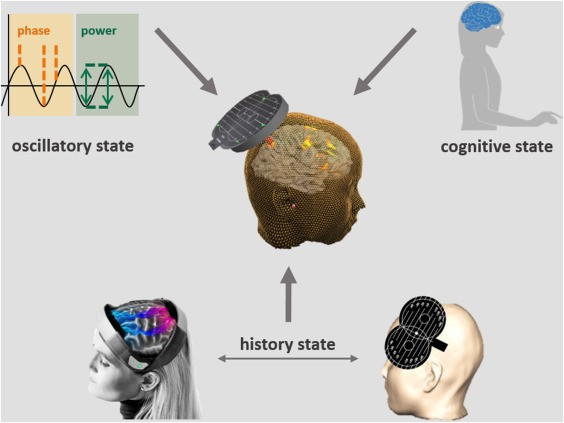 phase
power
oscillatory state
cognitive state
history state